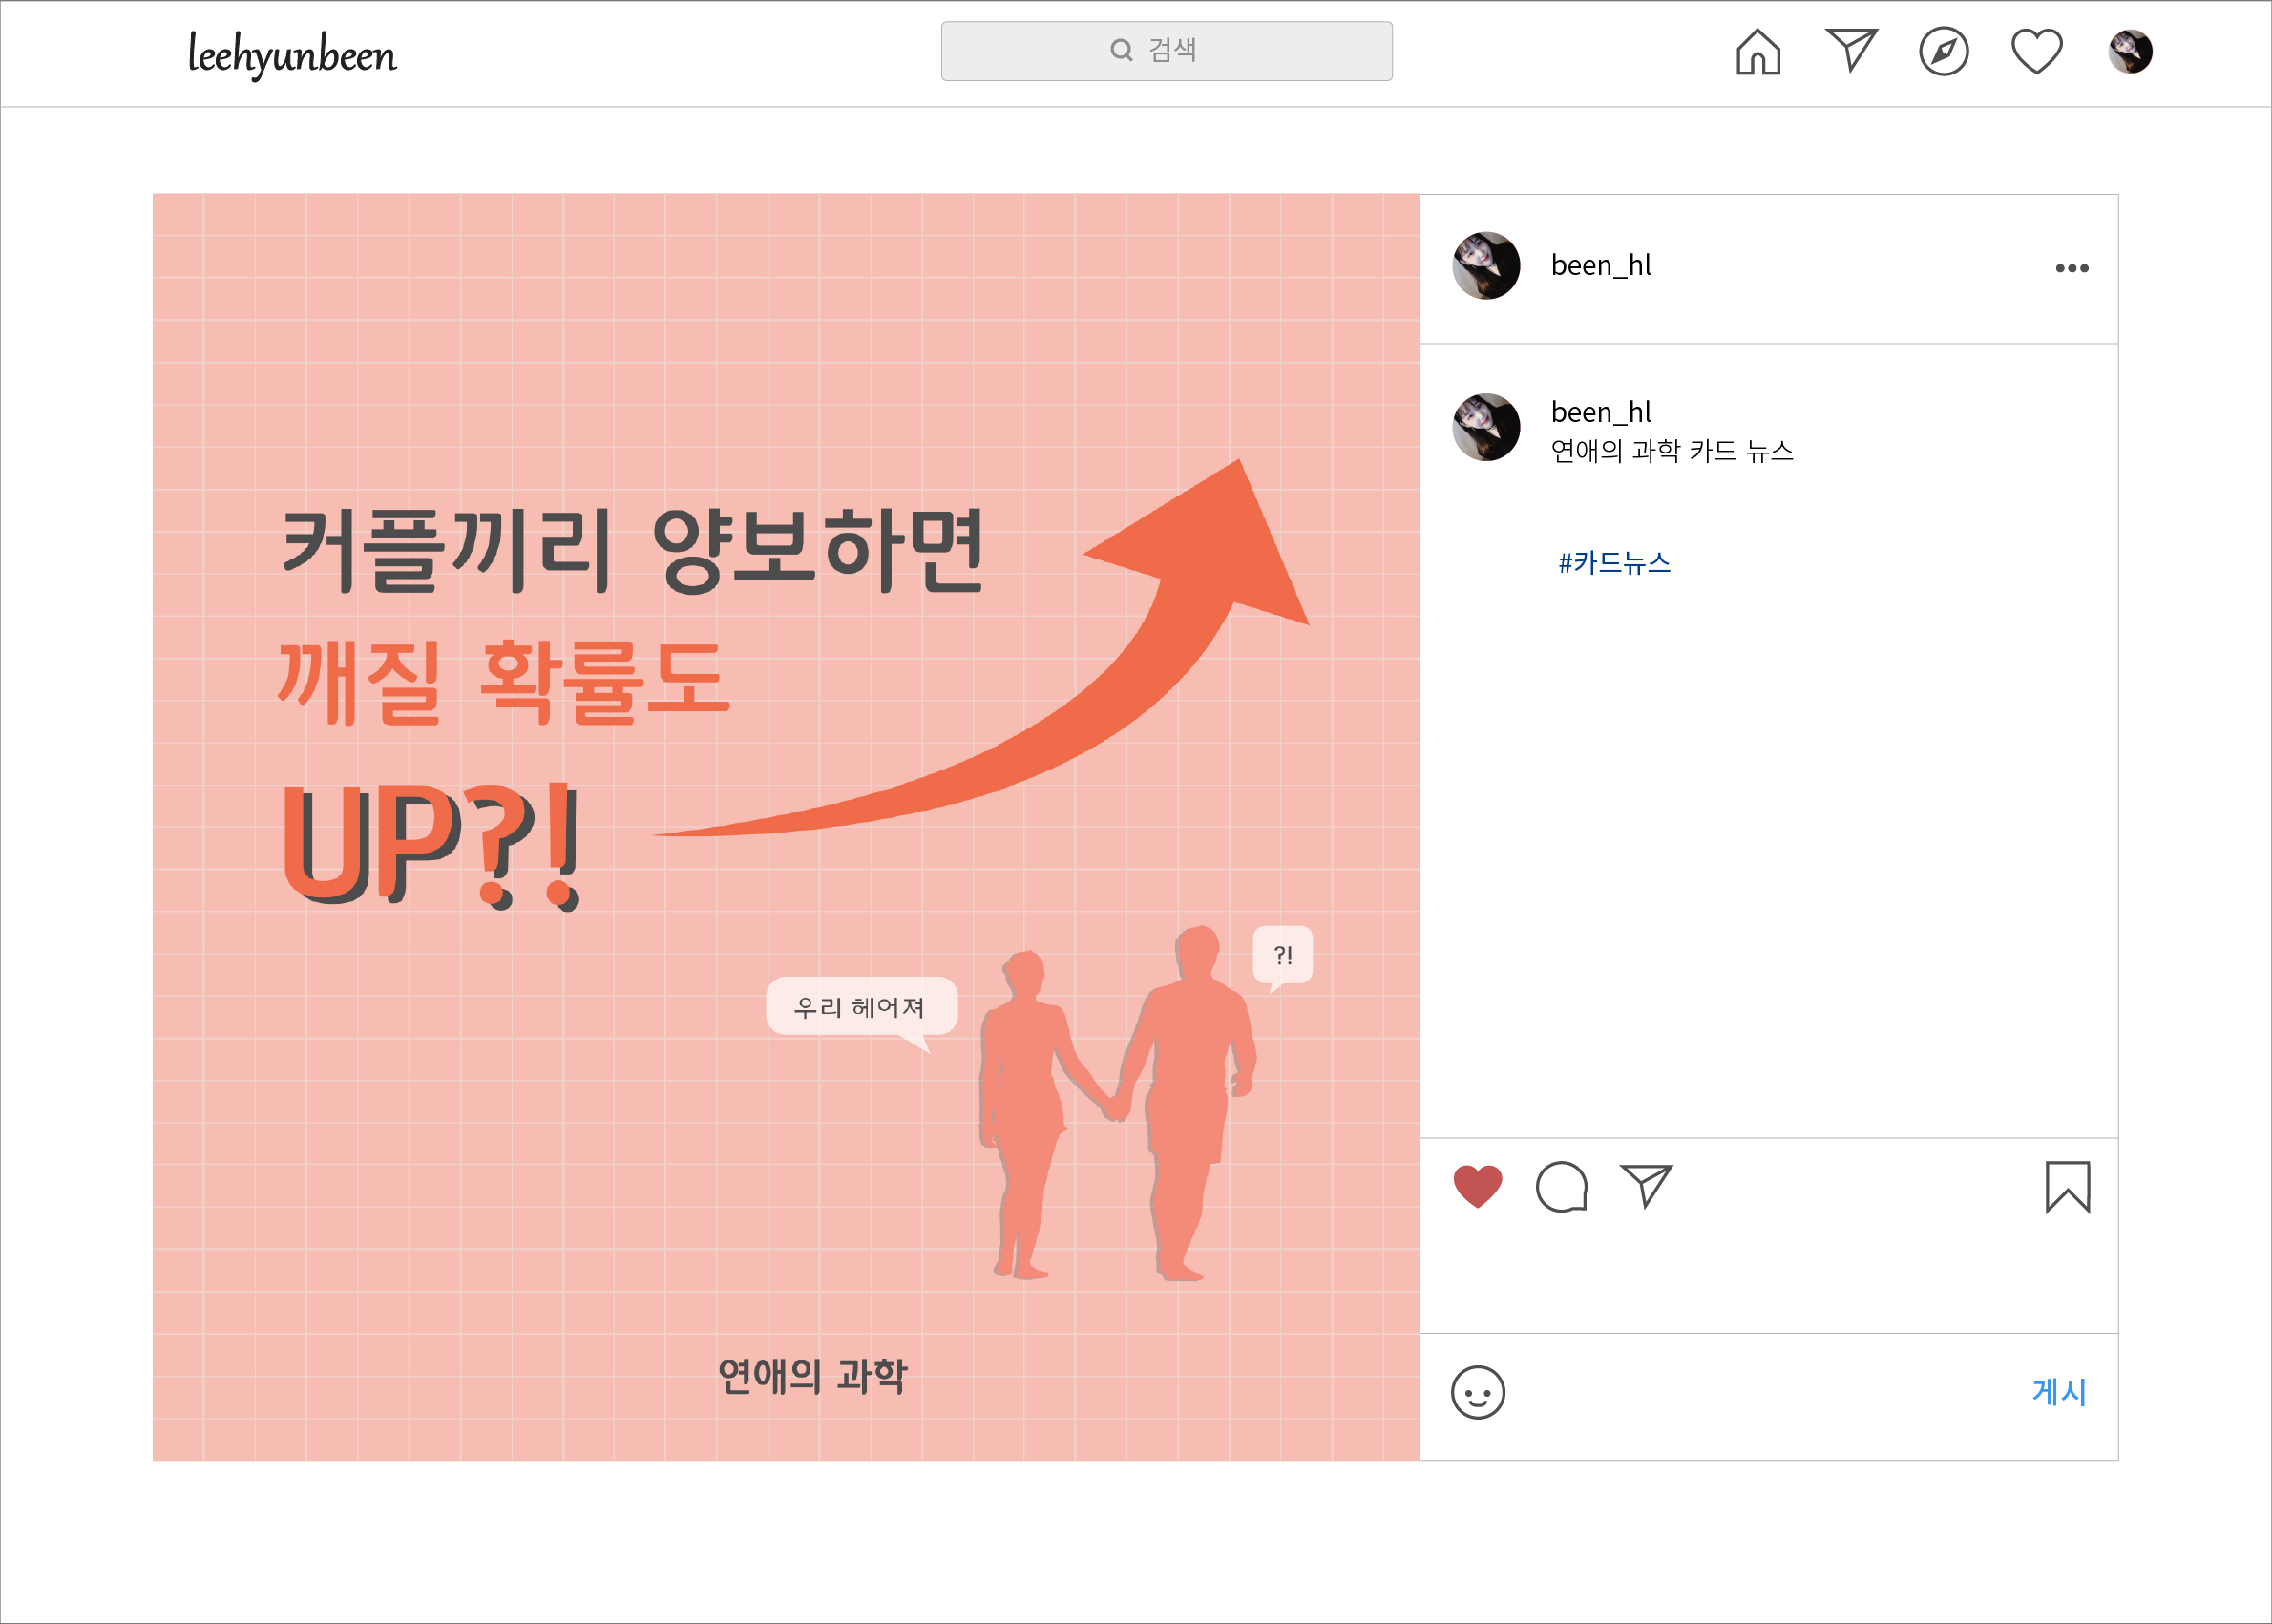 leehyunbeen
검색
커플끼리 양보하면
깨질 확률도
UP?!
우리 헤어져
?!
연애의 과학
been_hl
been_hl
연애의 과학 카드 뉴스
#카드뉴스
게시